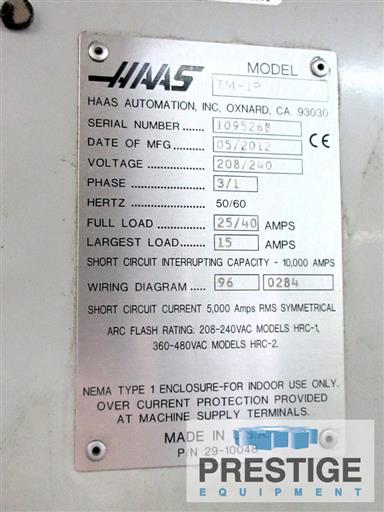 HAAS MODEL TM-1P
HAAS AUTOMATION, INC. OXNARD, CA. 93030
SERIAL NUMBER ..... 1095268
DATE OF MFG ........ 05/2012 CE
VOLTAGE ................ 208/240
PHASE ..................... 3/1
HERTZ ..................... 50/60
FULL LOAD ............ 25/40 AMPS
LARGEST LOAD..... 15 AMPS
SHORT CIRCUIT INTERRUPTING CAPACITY - 10,000 AMPS
WIRING DIAGRAM ..... 96 0284
SHORT CIRCUIT CURRENT 5,000 Amps RMS SYMMETRICAL
ARC FLASH RATING: 208-240VAC MODELS HRC-1,
360-480VAC MODELS HRC-2.
NEMA TYPE 1 ENCLOSURE-FOR INDOOR USE ONLY.
OVER CURRENT PROTECTION PROVIDED
AT MACHINE SUPPLY TERMINALS.
MADE IN U.S.A.
P/N 29-10048
PRESTIGE
EQUIPMENT